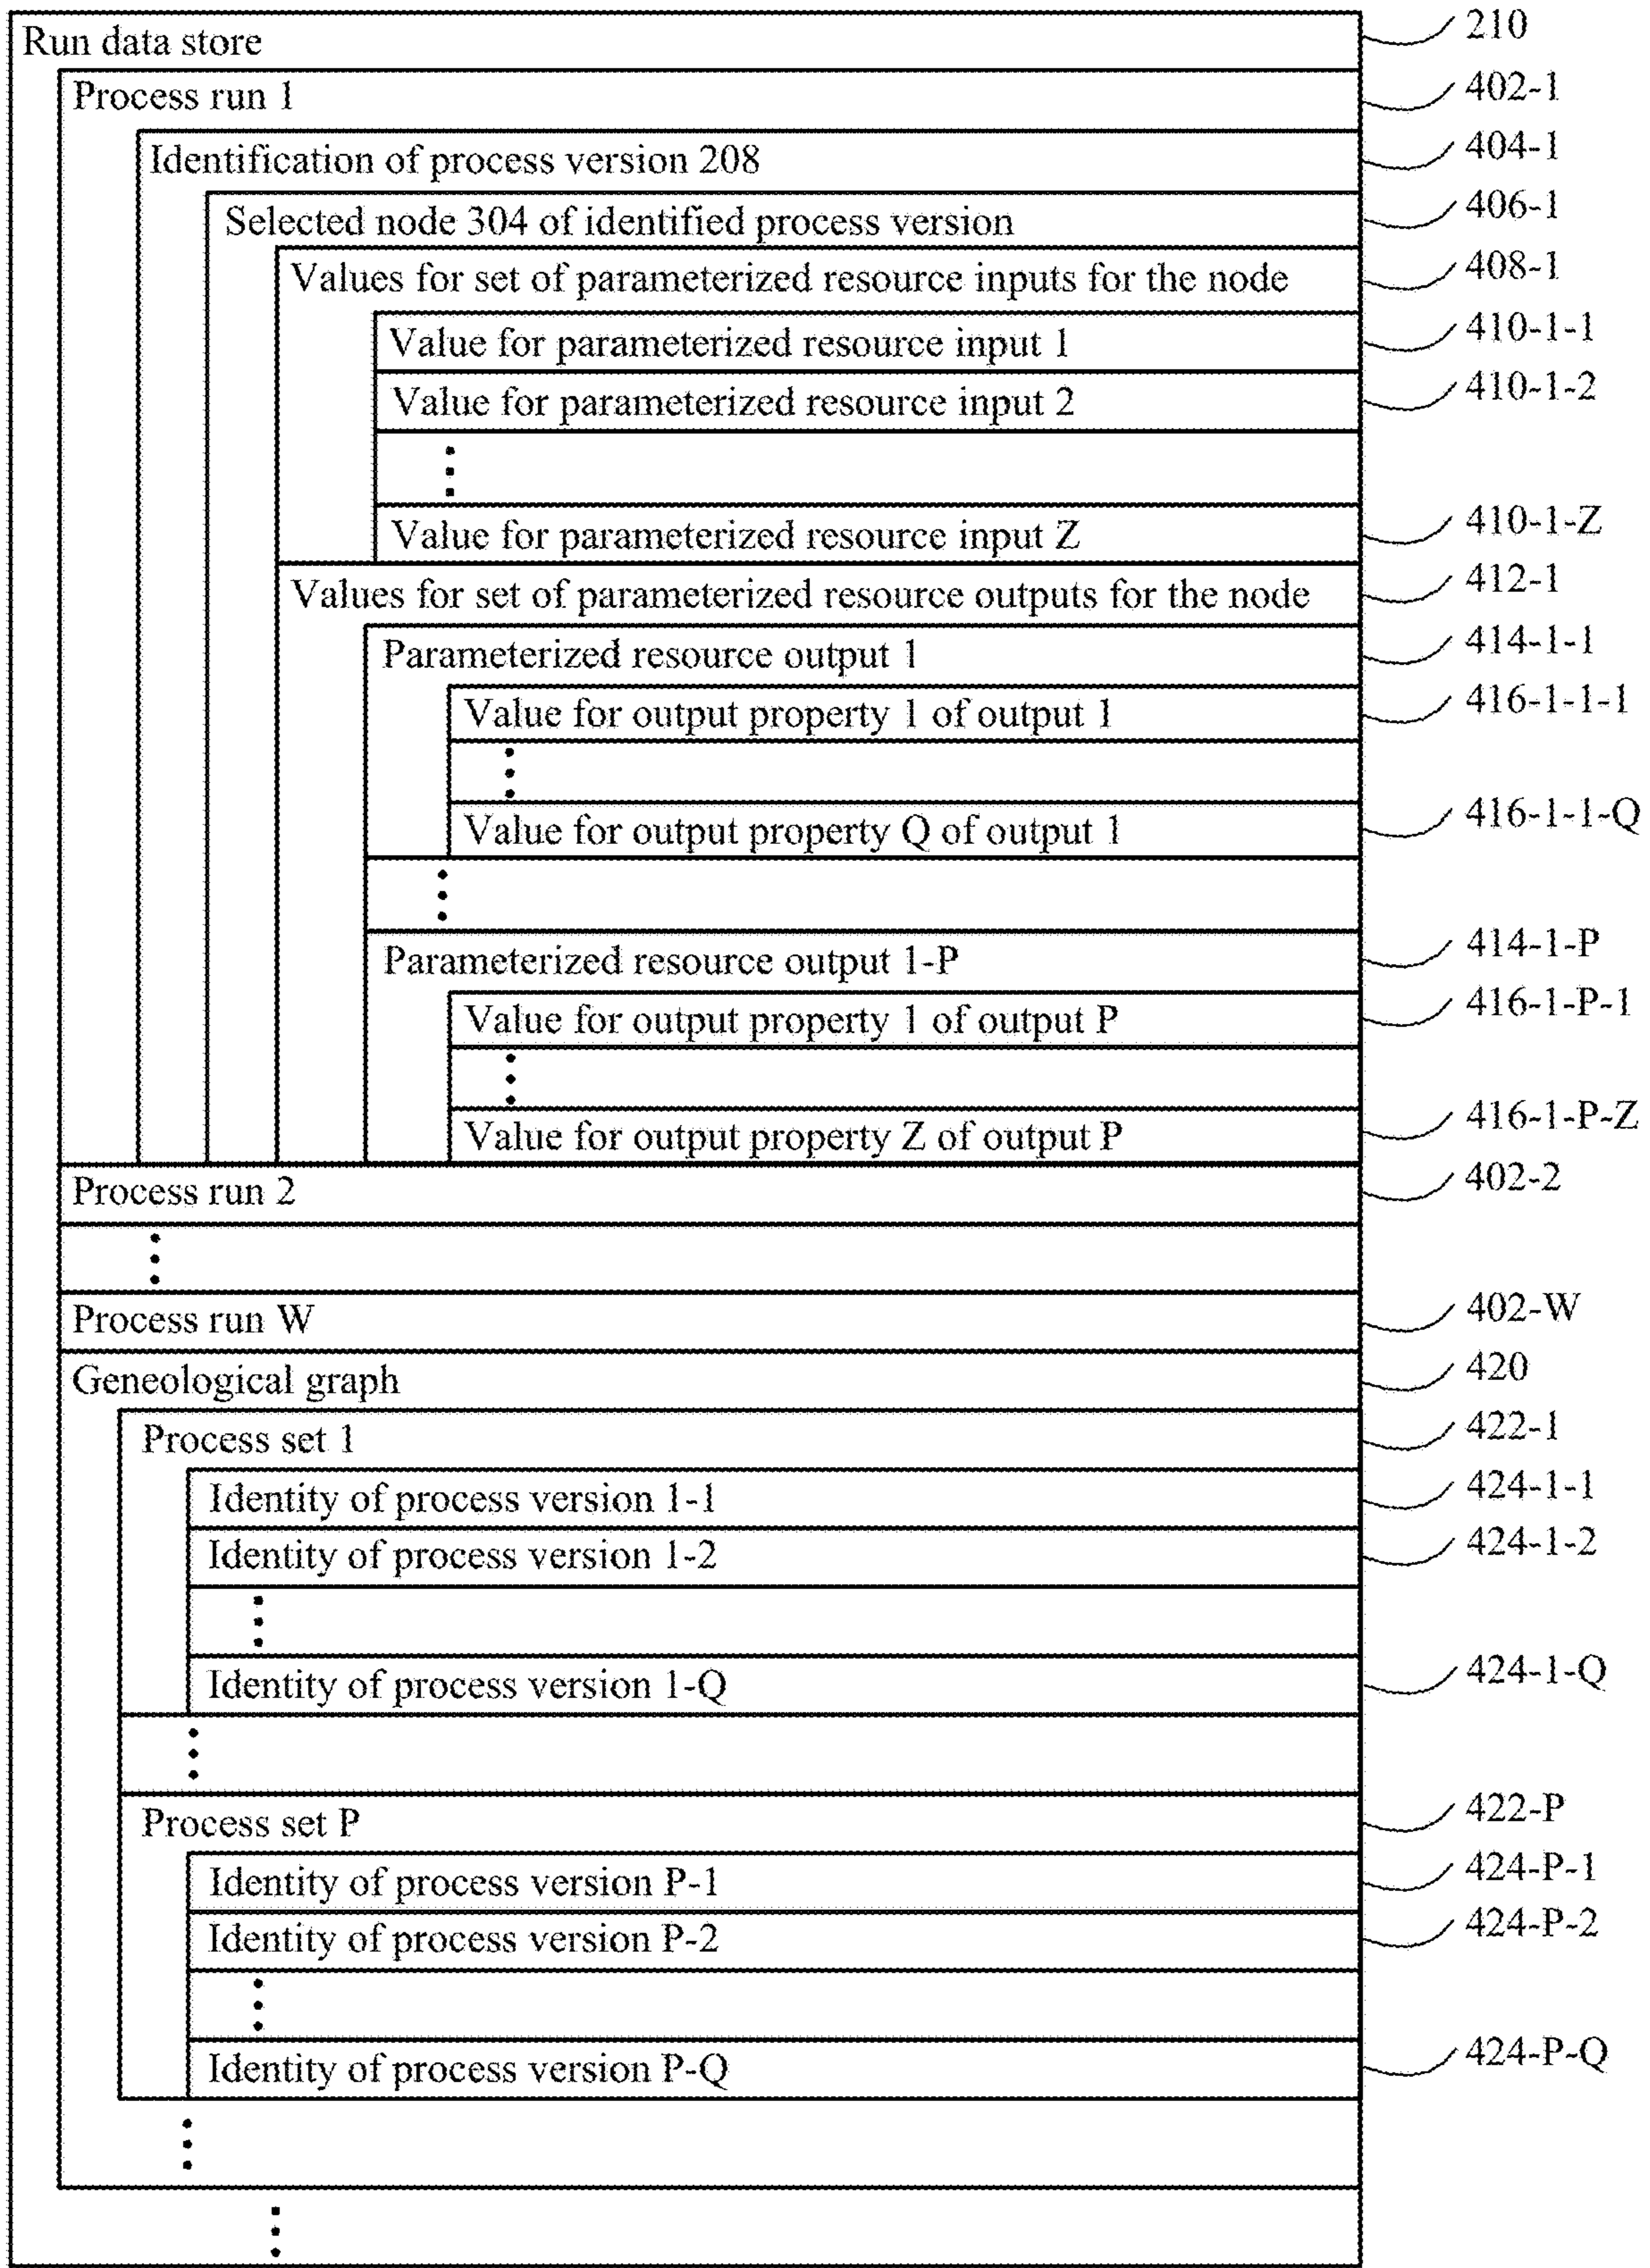 Run data store 210
Process run 1 402-1
Identification of process version 208 404-1
Selected node 304 of identified process version 406-1
Values for set of parameterized resource inputs for the node 408-1
Value for parameterized resource input 1 410-1-1
Value for parameterized resource input 2 410-1-2
Value for parameterized resource input Z 410-1-Z
Values for set of parameterized resource outputs for the node 412-1
Parameterized resource output 1 414-1-1
Value for output property 1 of output 1 416-1-1-1
Value for output property Q of output 1 416-1-1-Q
Parameterized resource output 1-P 414-1-P
Value for output property 1 of output P 416-1-P-1
Value for output property Z of output P 416-1-P-Z
Process run 2 402-2
Process run W 402-W
Geneological graph 420
Process set 1 422-1
Identity of process version 1-1 424-1-1
Identity of process version 1-2 424-1-2
Identity of process version 1-Q 424-1-Q
Process set P 422-P
Identity of process version P-1 424-P-1
Identity of process version P-2 424-P-2
Identity of process version P-Q 424-P-Q